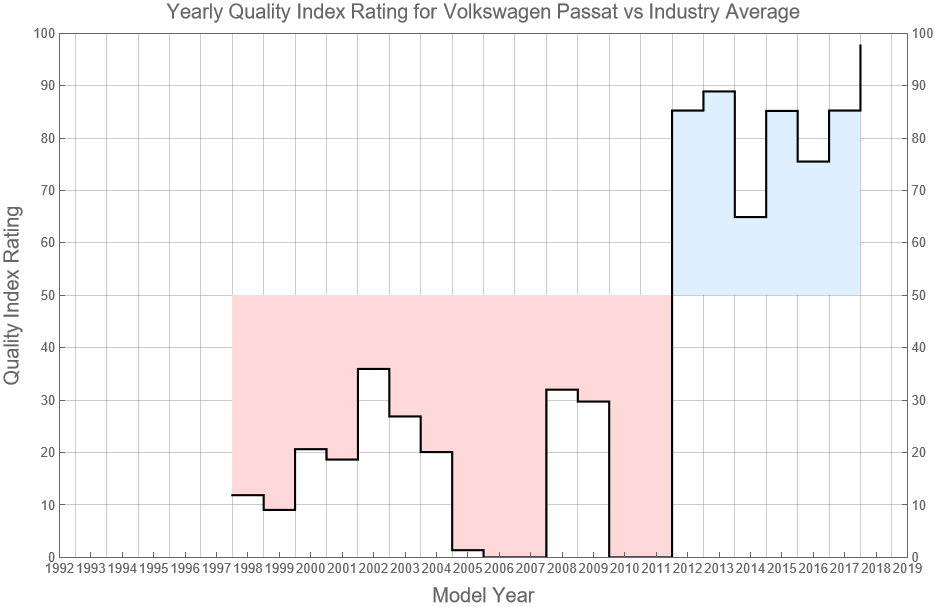 Yearly Quality Index Rating for Volkswagen Passat vs Industry Average
100 100
90 90
80 80
70 70
60 60
50 50
40 40
30 30
20 20
10 10
0 0
Quality Index Rating
1992 1993 1994 1995 1996 1997 1998 1999 2000 2001 2002 2003 2004 2005 2006 2007 2008 2009 2010 2011 2012 2013 2014 2015 2016 2017 2018 2019
Model Year